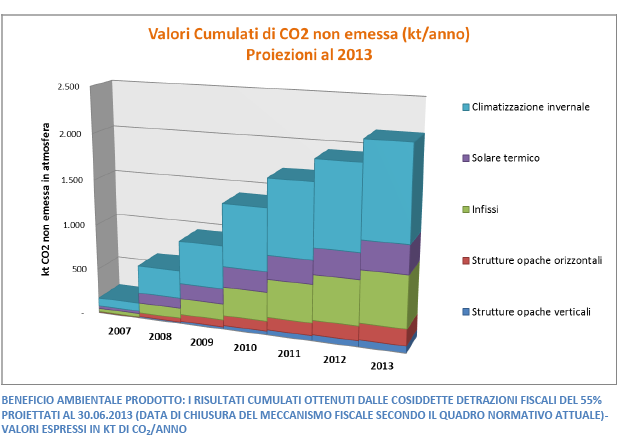 Valori Cumulati di CO2 non emessa (kt/anno)
Proiezioni al 2013
kt CO2 non emessa in atmosfera
2.500
2.000
1.500
1.000
500
-
2007
2008
2009
2010
2011
2012
2013
Climatizzazione invernale
Solare termico
Infissi
Strutture opache orizzontali
Strutture opache verticali
BENEFICIO AMBIENTALE PRODOTTO: I RISULTATI CUMULATI OTTENUTI DALLE COSIDDETTE DETRAZIONI FISCALI DEL 55%
PROIETTATI AL 30.06.2013 (DATA DI CHIUSURA DEL MECCANISMO FISCALE SECONDO IL QUADRO NORMATIVO ATTUALE)-
VALORI ESPRESSI IN KT DI CO₂/ANNO